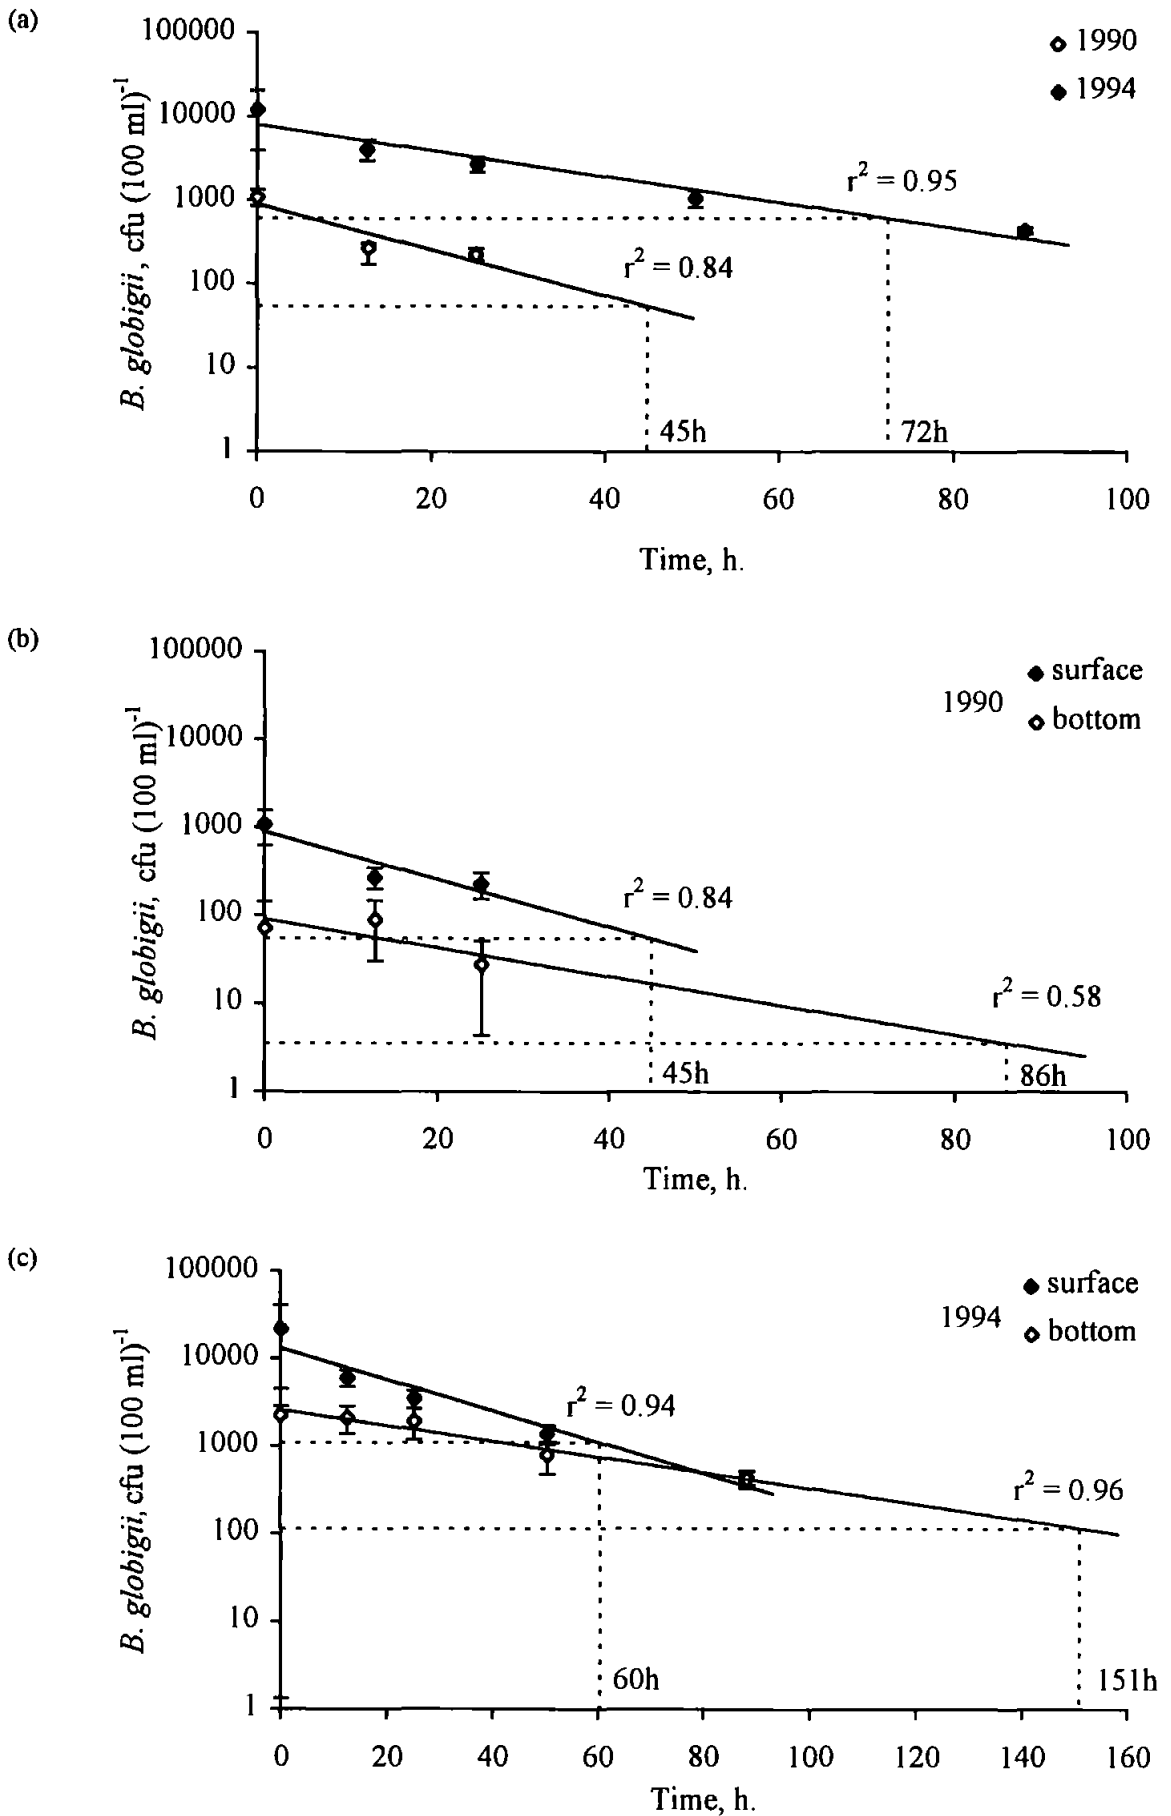 (a)
100000
10000
1000
100
10
1
B. globigii, cfu (100 ml)⁻¹
1990
1994
r² = 0.95
r² = 0.84
45h
72h
0 20 40 60 80 100
Time, h.
(b)
100000
10000
1000
100
10
1
B. globigii, cfu (100 ml)⁻¹
surface
1990
bottom
r² = 0.84
r² = 0.58
45h
86h
0 20 40 60 80 100
Time, h.
(c)
100000
10000
1000
100
10
1
B. globigii, cfu (100 ml)⁻¹
surface
1994
bottom
r² = 0.94
r² = 0.96
60h
151h
0 20 40 60 80 100 120 140 160
Time, h.